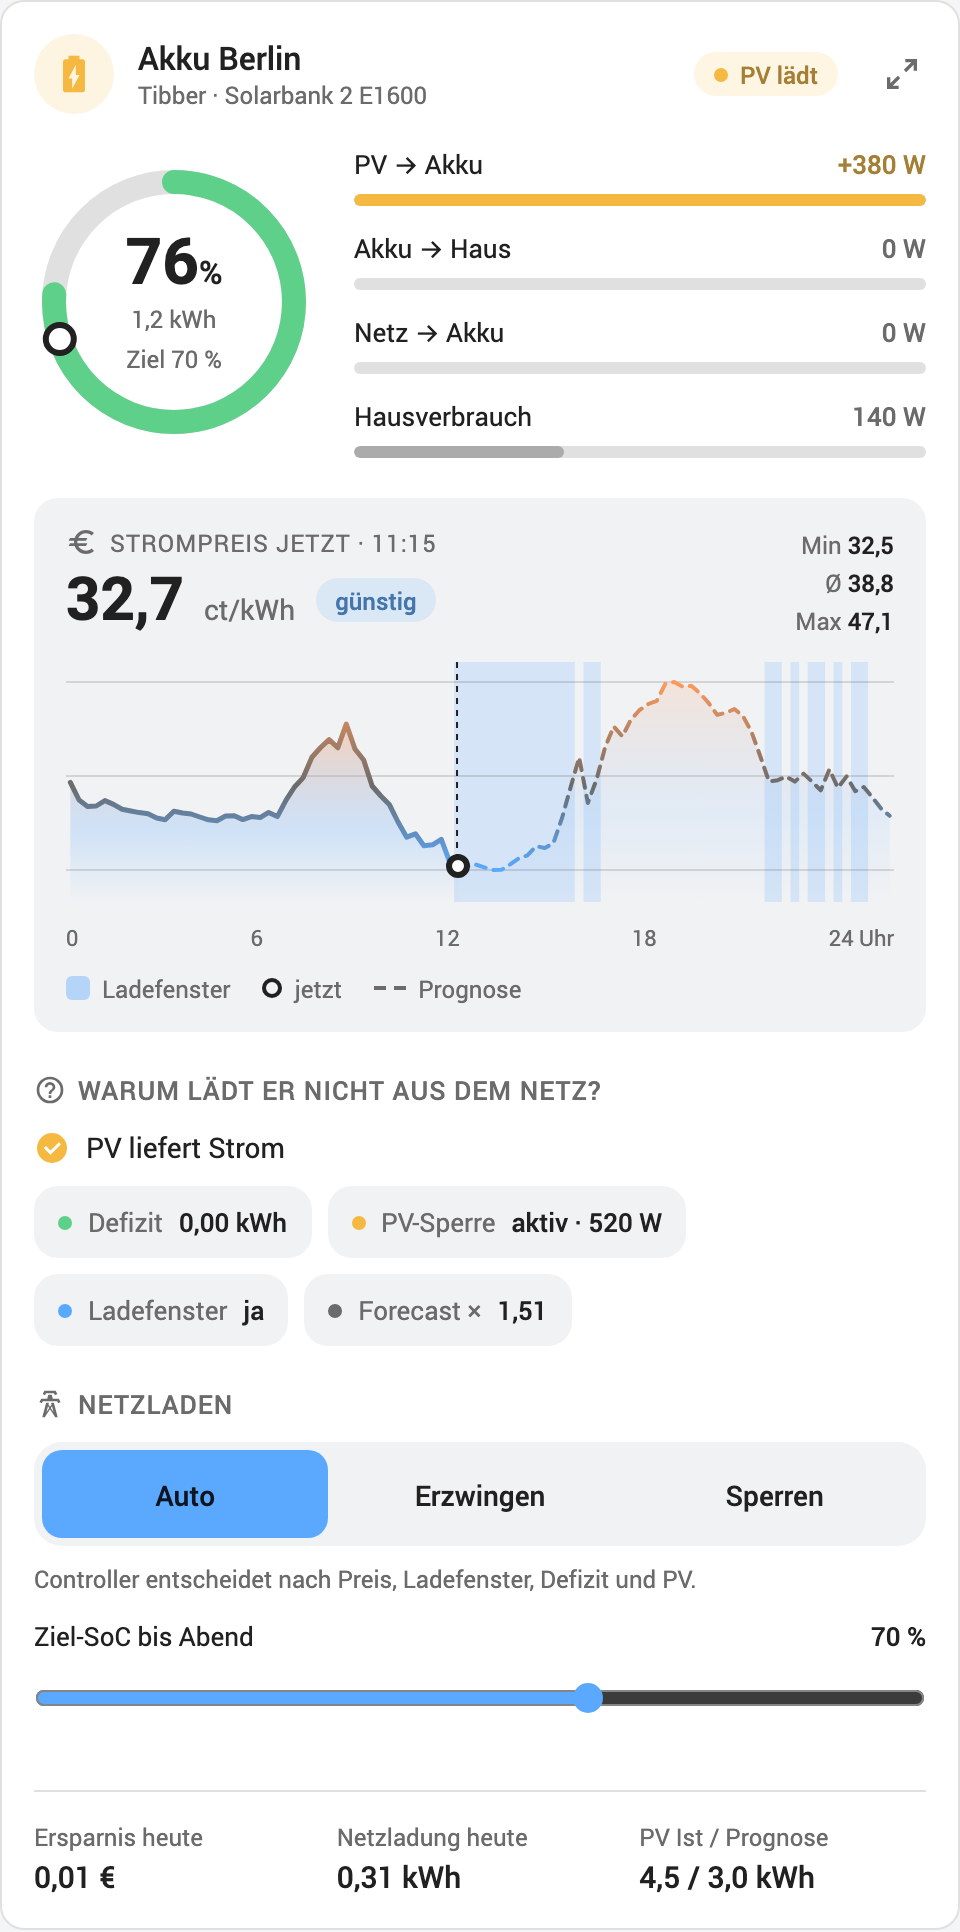 Akku Berlin
Tibber · Solarbank 2 E1600
PV lädt
76%
1,2 kWh
Ziel 70 %
PV → Akku +380 W
Akku → Haus 0 W
Netz → Akku 0 W
Hausverbrauch 140 W
STROMPREIS JETZT · 11:15
32,7 ct/kWh günstig
Min 32,5
Ø 38,8
Max 47,1
0 6 12 18 24 Uhr
Ladefenster jetzt Prognose
WARUM LÄDT ER NICHT AUS DEM NETZ?
PV liefert Strom
Defizit 0,00 kWh PV-Sperre aktiv · 520 W
Ladefenster ja Forecast × 1,51
NETZLADEN
Auto Erzwingen Sperren
Controller entscheidet nach Preis, Ladefenster, Defizit und PV.
Ziel-SoC bis Abend 70 %
Ersparnis heute Netzladung heute PV Ist / Prognose
0,01 € 0,31 kWh 4,5 / 3,0 kWh